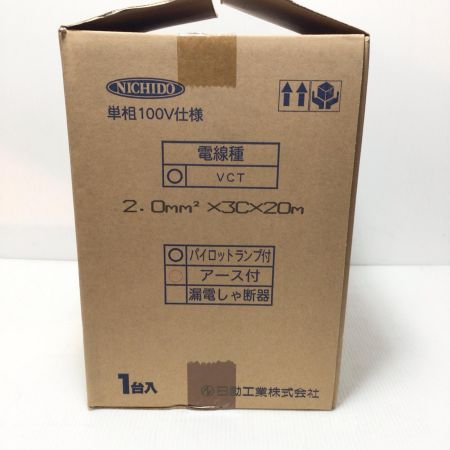 NICHIDO
単相100V仕様
電線種
○ VCT
2.0mm² ×3C×20m
○ パイロットランプ付
○ アース付
漏電しゃ断器
1台入
日動工業株式会社